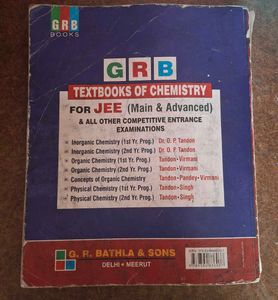 GRB
BOOKS
GRB
TEXTBOOKS OF CHEMISTRY
FOR JEE (Main & Advanced)
& ALL OTHER COMPETITIVE ENTRANCE
EXAMINATIONS
• Inorganic Chemistry (1st Yr. Prog.) Dr. O. P. Tandon
• Inorganic Chemistry (2nd Yr. Prog.) Dr. O. P. Tandon
• Organic Chemistry (1st Yr. Prog.) Tandon • Virmani
• Organic Chemistry (2nd Yr. Prog.) Tandon • Virmani
• Concepts of Organic Chemistry Tandon • Pandey • Virmani
• Physical Chemistry (1st Yr. Prog.) Tandon • Singh
• Physical Chemistry (2nd Yr. Prog.) Tandon • Singh
G. R. BATHLA & SONS
DELHI • MEERUT